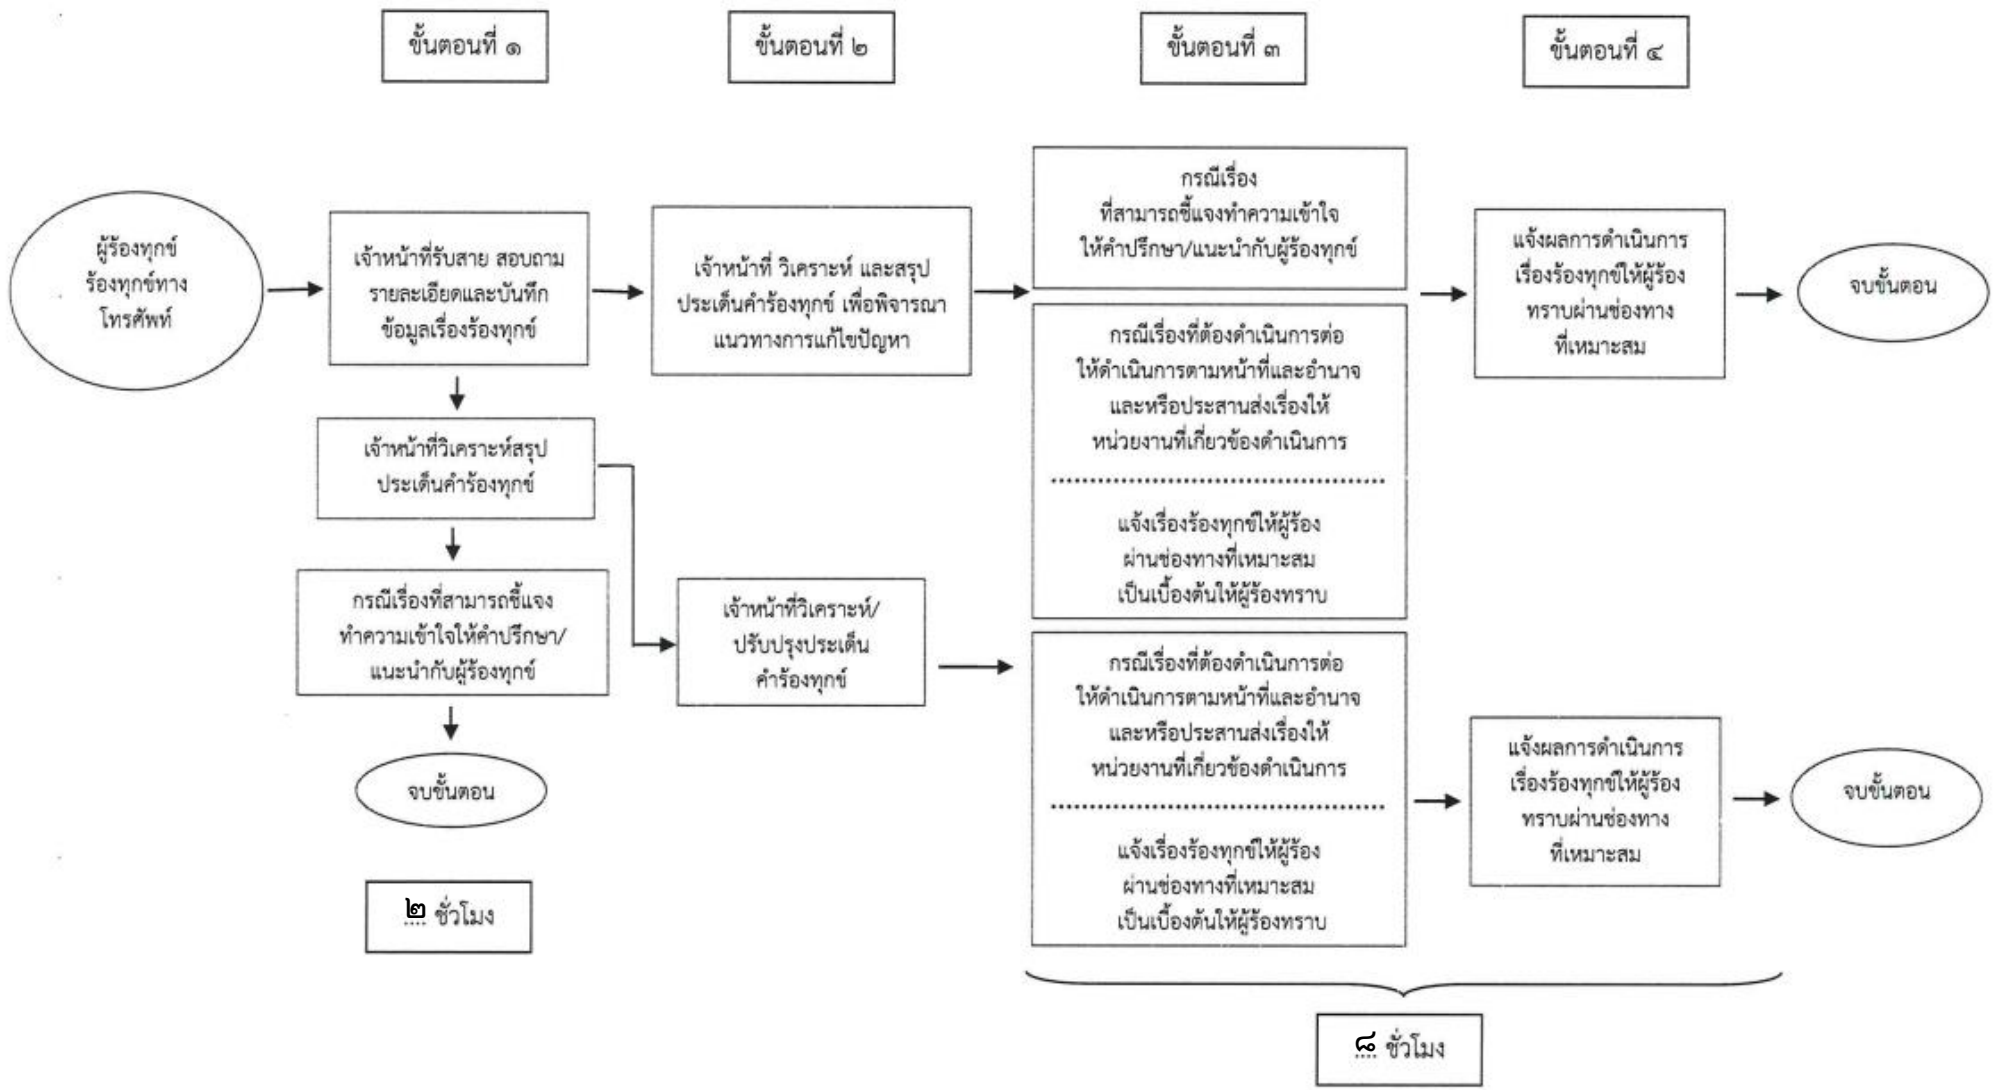 ขั้นตอนที่ ๑
ขั้นตอนที่ ๒
ขั้นตอนที่ ๓
ขั้นตอนที่ ๔
ผู้ร้องทุกข์
ร้องทุกข์ทาง
โทรศัพท์
เจ้าหน้าที่รับสาย สอบถาม
รายละเอียดและบันทึก
ข้อมูลเรื่องร้องทุกข์
เจ้าหน้าที่ วิเคราะห์ และสรุป
ประเด็นคำร้องทุกข์ เพื่อพิจารณา
แนวทางการแก้ไขปัญหา
กรณีเรื่อง
ที่สามารถชี้แจงทำความเข้าใจ
ให้คำปรึกษา/แนะนำกับผู้ร้องทุกข์
กรณีเรื่องที่ต้องดำเนินการต่อ
ให้ดำเนินการตามหน้าที่และอำนาจ
และหรือประสานส่งเรื่องให้
หน่วยงานที่เกี่ยวข้องดำเนินการ
แจ้งเรื่องร้องทุกข์ให้ผู้ร้อง
ผ่านช่องทางที่เหมาะสม
เป็นเบื้องต้นให้ผู้ร้องทราบ
แจ้งผลการดำเนินการ
เรื่องร้องทุกข์ให้ผู้ร้อง
ทราบผ่านช่องทาง
ที่เหมาะสม
จบขั้นตอน
เจ้าหน้าที่วิเคราะห์สรุป
ประเด็นคำร้องทุกข์
กรณีเรื่องที่สามารถชี้แจง
ทำความเข้าใจให้คำปรึกษา/
แนะนำกับผู้ร้องทุกข์
จบขั้นตอน
๒ ชั่วโมง
เจ้าหน้าที่วิเคราะห์/
ปรับปรุงประเด็น
คำร้องทุกข์
กรณีเรื่องที่ต้องดำเนินการต่อ
ให้ดำเนินการตามหน้าที่และอำนาจ
และหรือประสานส่งเรื่องให้
หน่วยงานที่เกี่ยวข้องดำเนินการ
แจ้งเรื่องร้องทุกข์ให้ผู้ร้อง
ผ่านช่องทางที่เหมาะสม
เป็นเบื้องต้นให้ผู้ร้องทราบ
แจ้งผลการดำเนินการ
เรื่องร้องทุกข์ให้ผู้ร้อง
ทราบผ่านช่องทาง
ที่เหมาะสม
จบขั้นตอน
๘ ชั่วโมง